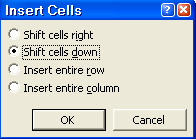 Insert Cells
Shift cells right
Shift cells down
Insert entire row
Insert entire column
OK Cancel